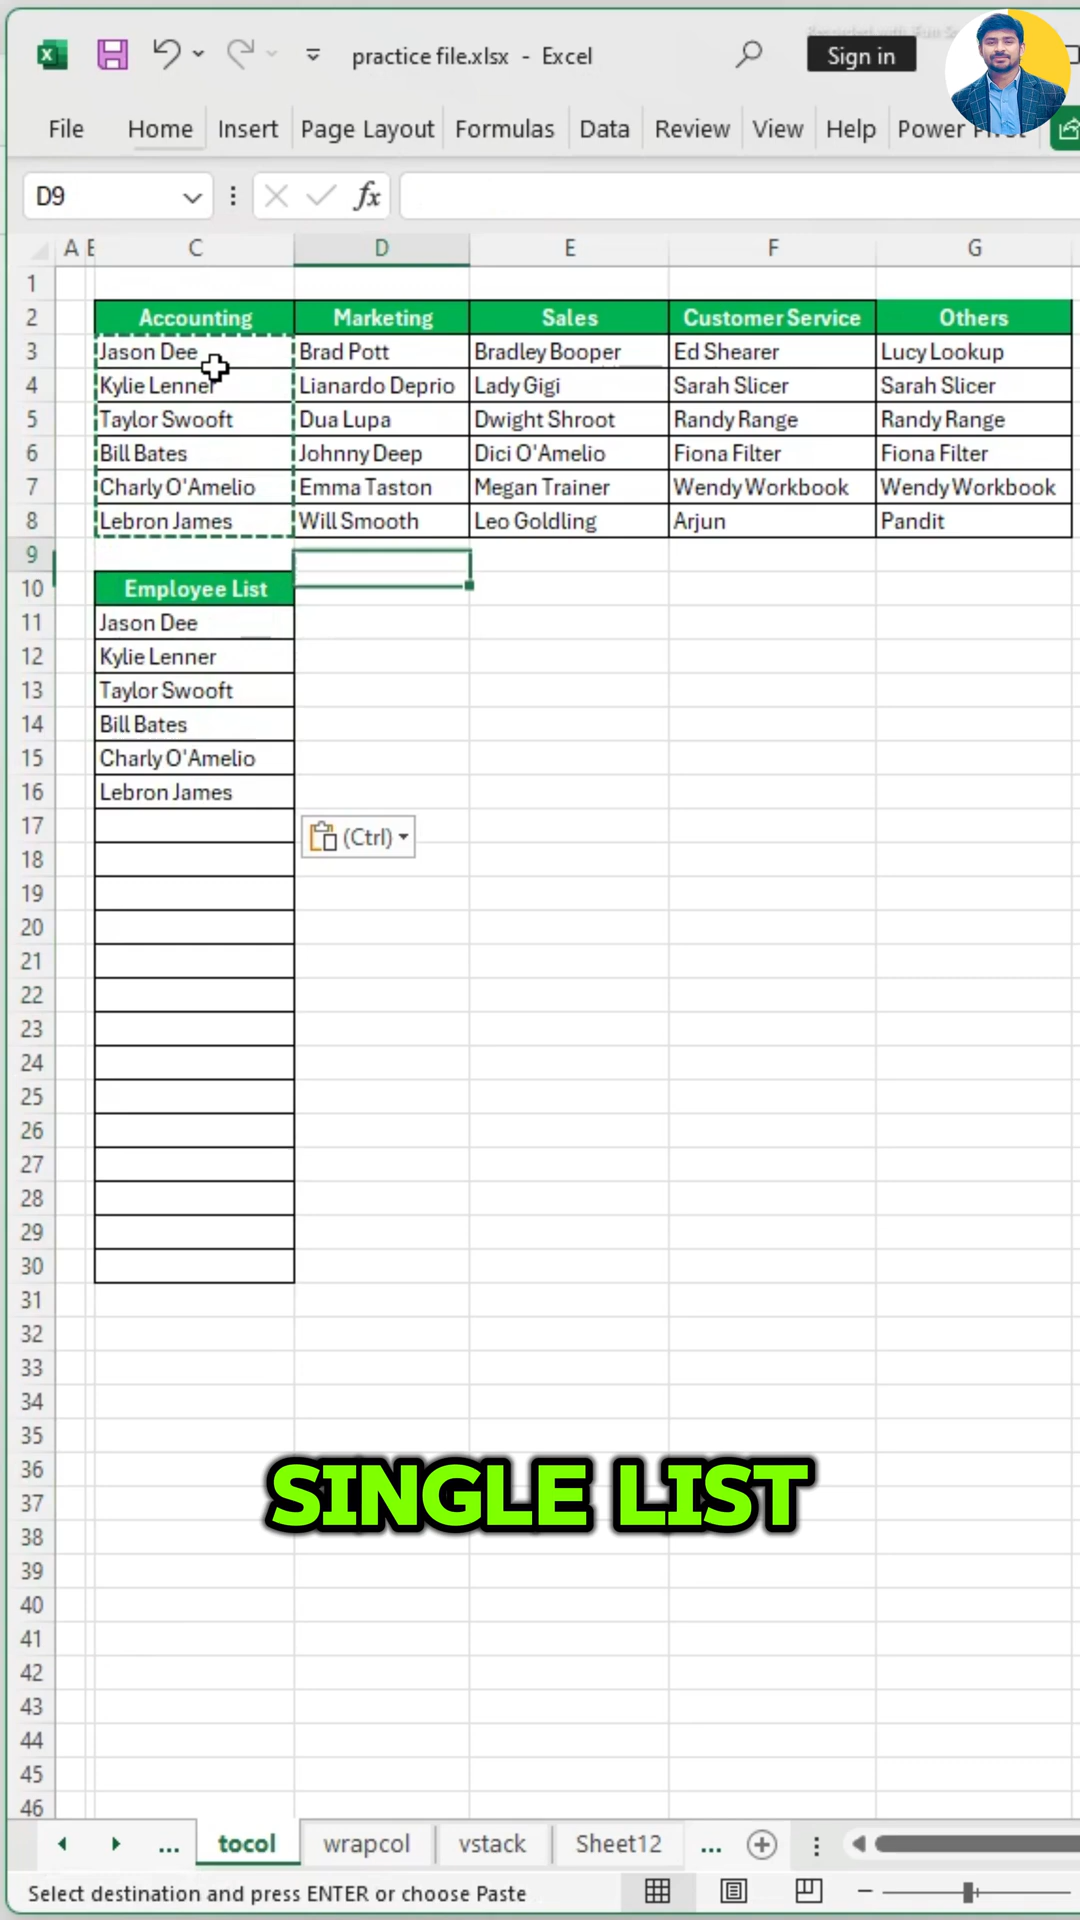 practice file.xlsx - Excel
Sign in
File Home Insert Page Layout Formulas Data Review View Help Power Pivot
D9 fx
A C D E F G
1
2 Accounting Marketing Sales Customer Service Others
3 Jason Dee Brad Pott Bradley Booper Ed Shearer Lucy Lookup
4 Kylie Lenner Lianardo Deprio Lady Gigi Sarah Slicer Sarah Slicer
5 Taylor Swooft Dua Lupa Dwight Shroot Randy Range Randy Range
6 Bill Bates Johnny Deep Dici O'Amelio Fiona Filter Fiona Filter
7 Charly O'Amelio Emma Taston Megan Trainer Wendy Workbook Wendy Workbook
8 Lebron James Will Smooth Leo Goldling Arjun Pandit
9
10 Employee List
11 Jason Dee
12 Kylie Lenner
13 Taylor Swooft
14 Bill Bates
15 Charly O'Amelio
16 Lebron James
17 (Ctrl)
18
19
20
21
22
23
24
25
26
27
28
29
30
31
32
33
34
35
36
SINGLE LIST
37
38
39
40
41
42
43
44
45
46
... tocol wrapcol vstack Sheet12 ...
Select destination and press ENTER or choose Paste